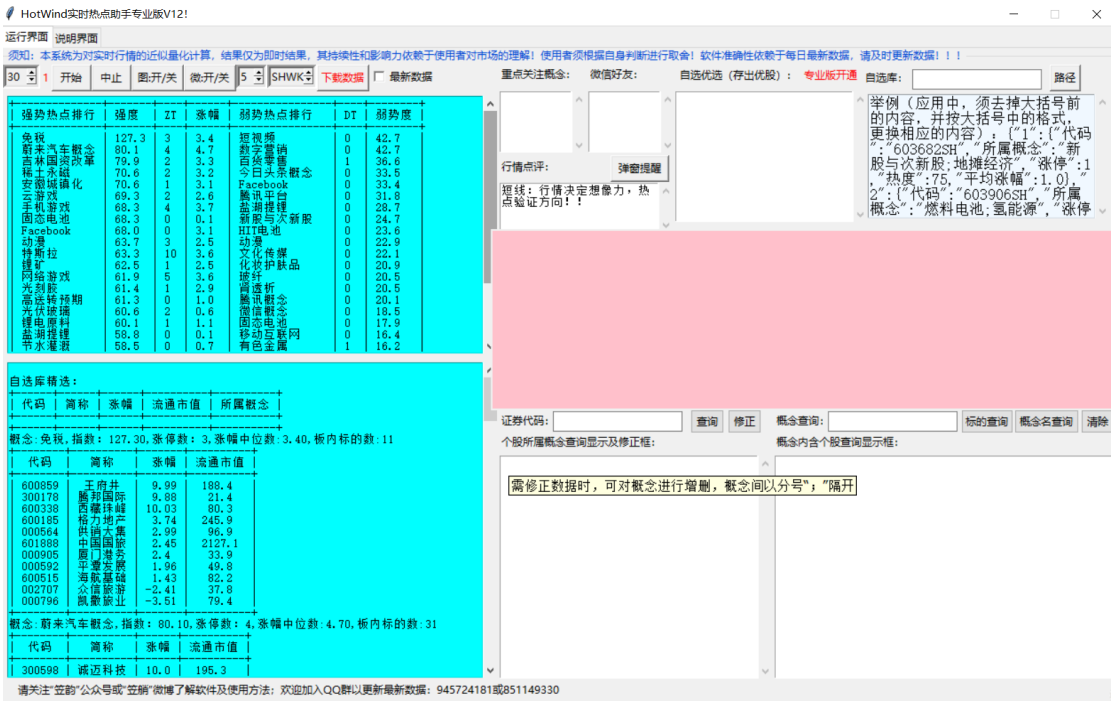 HotWind实时热点助手专业版V12!
运行界面 说明界面
须知: 本系统为对实时行情的近似量化计算, 结果仅为即时结果, 其持续性和影响力依赖于使用者对市场的理解! 使用者须根据自身判断进行取舍! 软件准确性依赖于每日最新数据, 请及时更新数据! ! !
30 1 开始 中止 图:开/关 微:开/关 5 SHWK 下载数据 最新数据
重点关注概念: 微信好友: 自选优选 (存出优股) : 专业版开通 自选库: 路径
强势热点排行 强度 ZT 涨幅 弱势热点排行 DT 弱势度
免税 127.3 3 3.4 短视频 0 42.7
蔚来汽车概念 80.1 4 4.7 数字营销 0 42.7
吉林国资改革 79.9 2 3.3 百货零售 1 36.6
稀土永磁 70.6 2 3.2 今日头条概念 0 33.5
安徽城镇化 70.6 1 3.1 Facebook 0 33.4
云游戏 69.3 2 2.6 腾讯平台 0 31.8
手机游戏 68.3 4 3.7 盐湖提锂 0 28.7
固态电池 68.3 0 0.1 新股与次新股 0 24.7
Facebook 68.0 0 3.1 HIT电池 0 23.6
动漫 63.7 3 2.5 动漫 0 22.9
特斯拉 63.3 10 3.6 文化传媒 0 22.1
锂矿 62.5 1 2.5 化妆护肤品 0 20.9
网络游戏 61.9 5 3.6 玻纤 0 20.5
光刻胶 61.4 1 2.9 肾透析 0 20.5
高送转预期 61.3 0 1.0 腾讯概念 0 20.1
光伏玻璃 60.6 2 0.6 微信概念 0 18.5
锂电原料 60.1 1 1.1 固态电池 0 17.9
盐湖提锂 58.8 0 0.1 移动互联网 0 16.4
节水灌溉 58.5 0 0.7 有色金属 1 16.2
行情点评: 弹窗提醒
短线: 行情决定想像力, 热
点验证方向! !
举例 (应用中, 须去掉大括号前
的内容, 并按大括号中的格式,
更换相应的内容) : {"1":{"代码
":"603682SH","所属概念":"新
股与次新股;地摊经济","涨停":1
,"热度":75,"平均涨幅":1.0},"
2":{"代码":"603906SH","所属
概念":"燃料电池;氢能源","涨停
自选库精选:
代码 简称 涨幅 流通市值 所属概念
概念:免税,指数: 127.30,涨停数: 3,涨幅中位数:3.40,板内标的数:11
代码 简称 涨幅 流通市值
600859 王府井 9.99 188.4
300178 腾邦国际 9.88 21.4
600338 西藏珠峰 10.03 80.3
600185 格力地产 3.74 245.9
000564 供销大集 2.99 96.9
601888 中国国旅 2.45 2127.1
000905 厦门港务 2.4 33.9
000592 平潭发展 1.96 49.8
600515 海航基础 1.43 82.2
002707 众信旅游 -2.41 37.8
000796 凯撒旅业 -3.51 79.4
概念:蔚来汽车概念,指数: 80.10,涨停数: 4,涨幅中位数:4.70,板内标的数:31
代码 简称 涨幅 流通市值
300598 诚迈科技 10.0 195.3
证券代码: 查询 修正 概念查询: 标的查询 概念名查询 清除
个股所属概念查询显示及修正框: 概念内含个股查询显示框:
需修正数据时, 可对概念进行增删, 概念间以分号“; ”隔开
请关注“笠韵”公众号或“笠艄”微博了解软件及使用方法; 欢迎加入QQ群以更新最新数据: 945724181或851149330